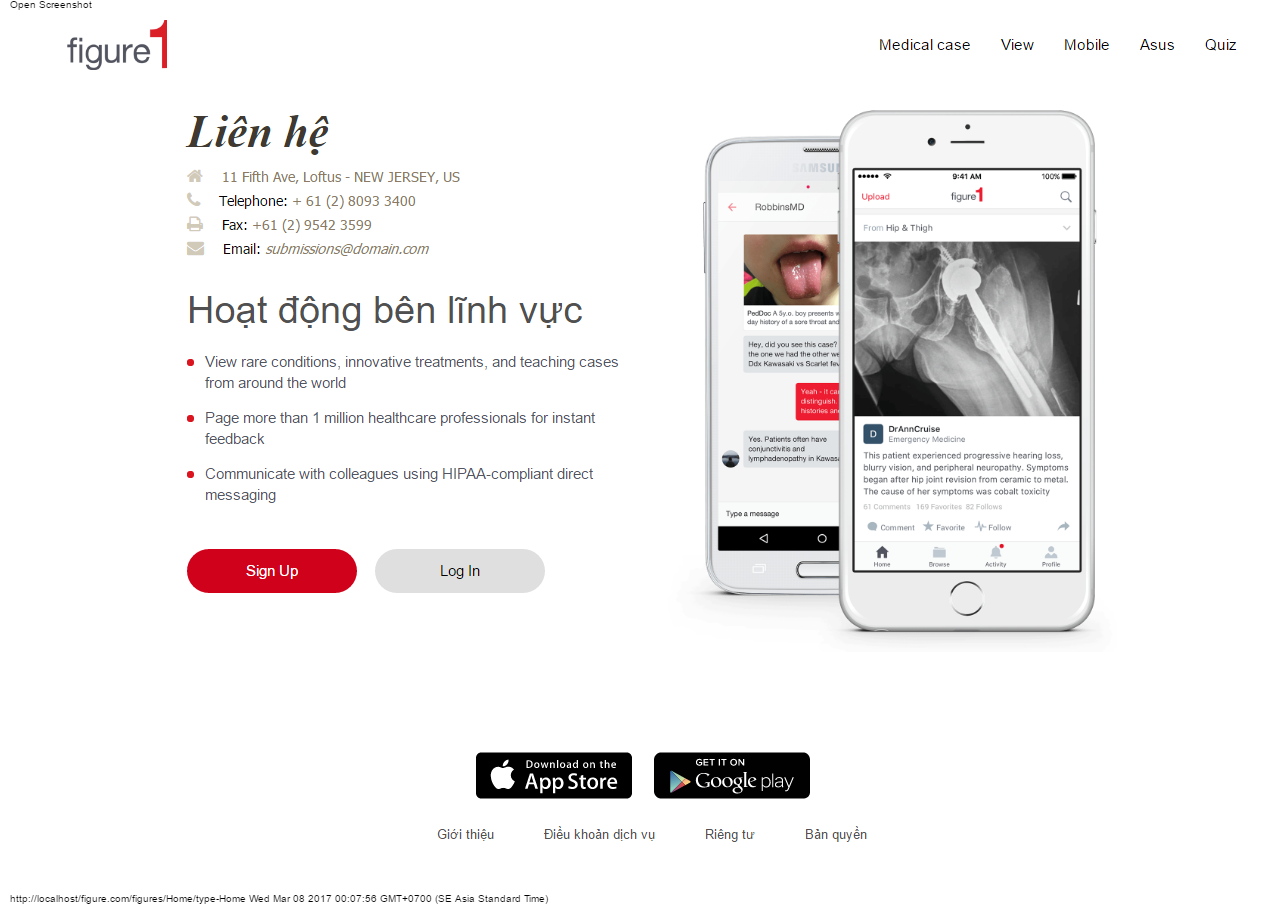 Open Screenshot
figure1
Medical case View Mobile Asus Quiz
Liên hệ
11 Fifth Ave, Loftus - NEW JERSEY, US
Telephone: + 61 (2) 8093 3400
Fax: +61 (2) 9542 3599
Email: submissions@domain.com
Hoạt động bên lĩnh vực
View rare conditions, innovative treatments, and teaching cases
from around the world
Page more than 1 million healthcare professionals for instant
feedback
Communicate with colleagues using HIPAA-compliant direct
messaging
Sign Up
Log In
SAMSU
RobbinsMD
PedDoc A 5y.o. boy presents w
day history of a sore throat and
Hey, did you see this case?
the one we had the other we
Ddx Kawasaki vs Scarlet fev
Yeah - it ca
distinguish.
histories an
Yes. Patients often have
conjunctivitis and
lymphadenopathy in Kawas
Type a message
9:41 AM 100%
Upload figure1
From Hip & Thigh
D
DrAnnCruise
Emergency Medicine
This patient experienced progressive hearing loss,
blurry vision, and peripheral neuropathy. Symptoms
began after hip joint revision from ceramic to metal.
The cause of her symptoms was cobalt toxicity
61 Comments 169 Favorites 82 Follows
Comment Favorite Follow
Home Browse Activity Profile
Download on the
App Store
GET IT ON
Google play
Giới thiệu Điều khoản dịch vụ Riêng tư Bản quyển
http://localhost/figure.com/figures/Home/type-Home Wed Mar 08 2017 00:07:56 GMT+0700 (SE Asia Standard Time)